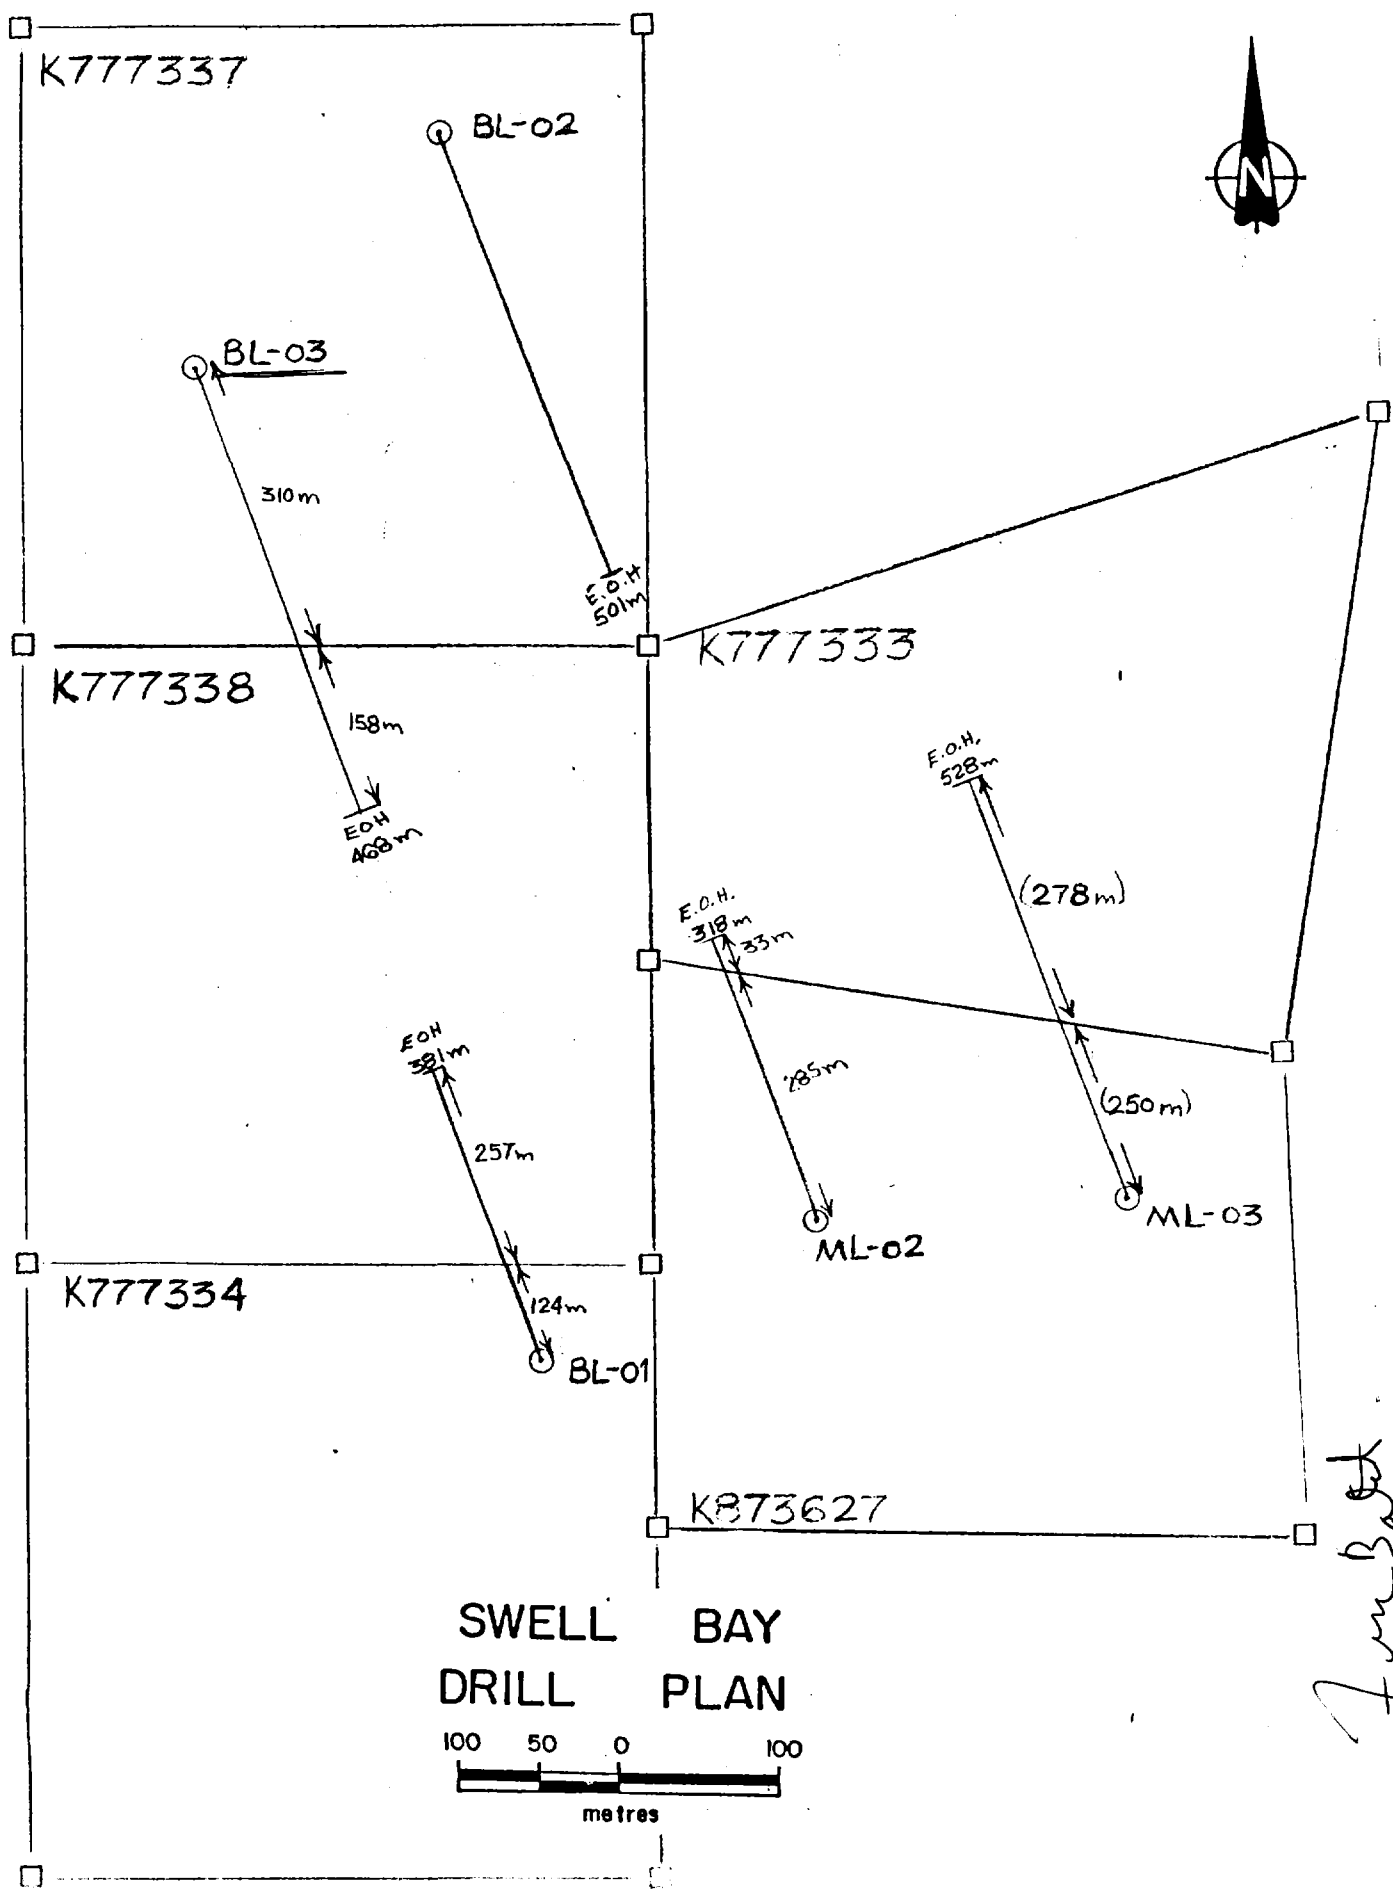 K777337
BL-02
N
BL-03
310m
E.O.H
501m
K777333
K777338
158m
E.O.H.
528m
EOH
468m
(278m)
E.O.H.
318m
33m
EOH
381m
285m
(250m)
257m
ML-03
ML-02
K777334
124m
BL-01
K873627
SWELL BAY
DRILL PLAN
100 50 0 100
metres